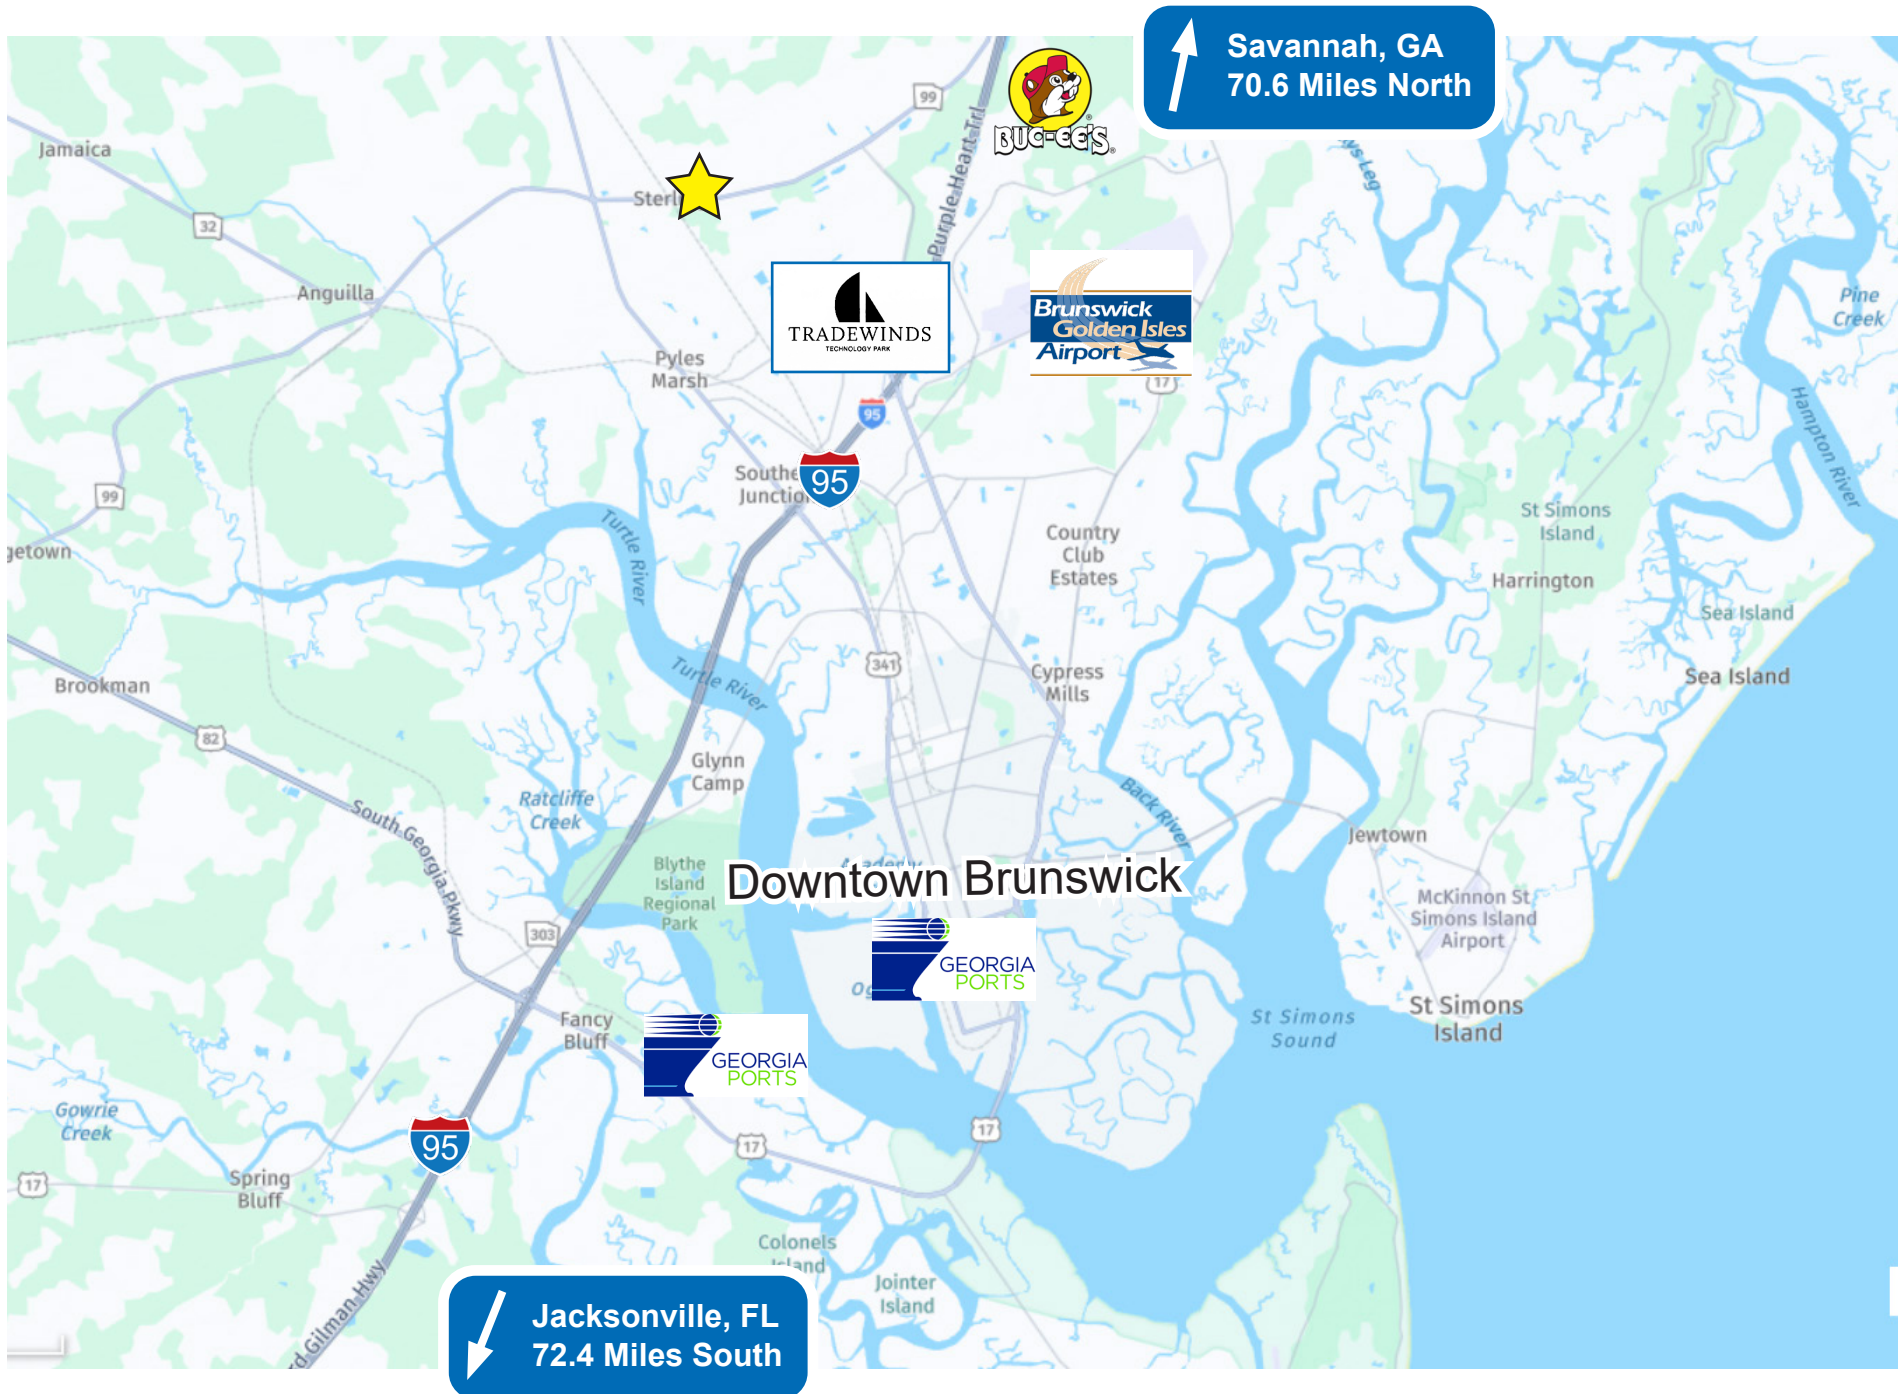 Savannah, GA
70.6 Miles North
BUC-EE'S
99
Purple Heart Trl
Jamaica
32
Anguilla
TRADEWINDS
TECHNOLOGY PARK
Brunswick
Golden Isles
Airport
17
Pine
Creek
Hampton River
Pyles
Marsh
95
95
Junction
99
Turtle River
Country
Club
Estates
St Simons
Island
Harrington
Sea Island
Sea Island
Brookman
82
Turtle River
341
Cypress
Mills
Glynn
Camp
Ratcliffe
Creek
South Georgia Pkwy
Back River
Jewtown
Blythe
Island
Regional
Park
Downtown Brunswick
McKinnon St
Simons Island
Airport
303
GEORGIA
PORTS
St Simons
Island
St Simons
Sound
Fancy
Bluff
GEORGIA
PORTS
Gowrie
Creek
95
17
17
17
Spring
Bluff
Colonels
Island
Jointer
Island
Gilman Hwy
Jacksonville, FL
72.4 Miles South